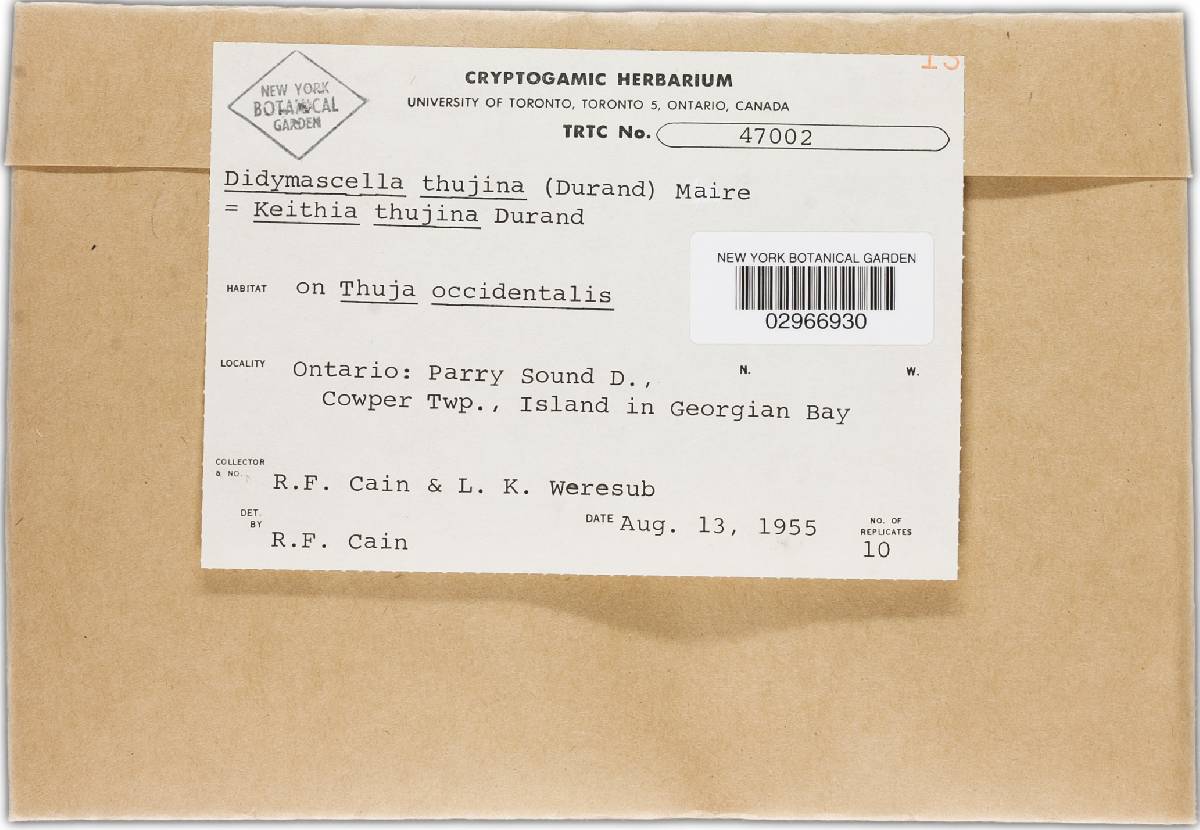 NEW YORK
BOTANICAL
GARDEN
CRYPTOGAMIC HERBARIUM
UNIVERSITY OF TORONTO, TORONTO 5, ONTARIO, CANADA
TRTC No. 47002
Didymascella thujina (Durand) Maire
= Keithia thujina Durand
NEW YORK BOTANICAL GARDEN
02966930
HABITAT on Thuja occidentalis
LOCALITY Ontario: Parry Sound D., N. W.
Cowper Twp., Island in Georgian Bay
COLLECTOR
& NO. R.F. Cain & L. K. Weresub
DET.
BY R.F. Cain
DATE Aug. 13, 1955
NO. OF
REPLICATES
10